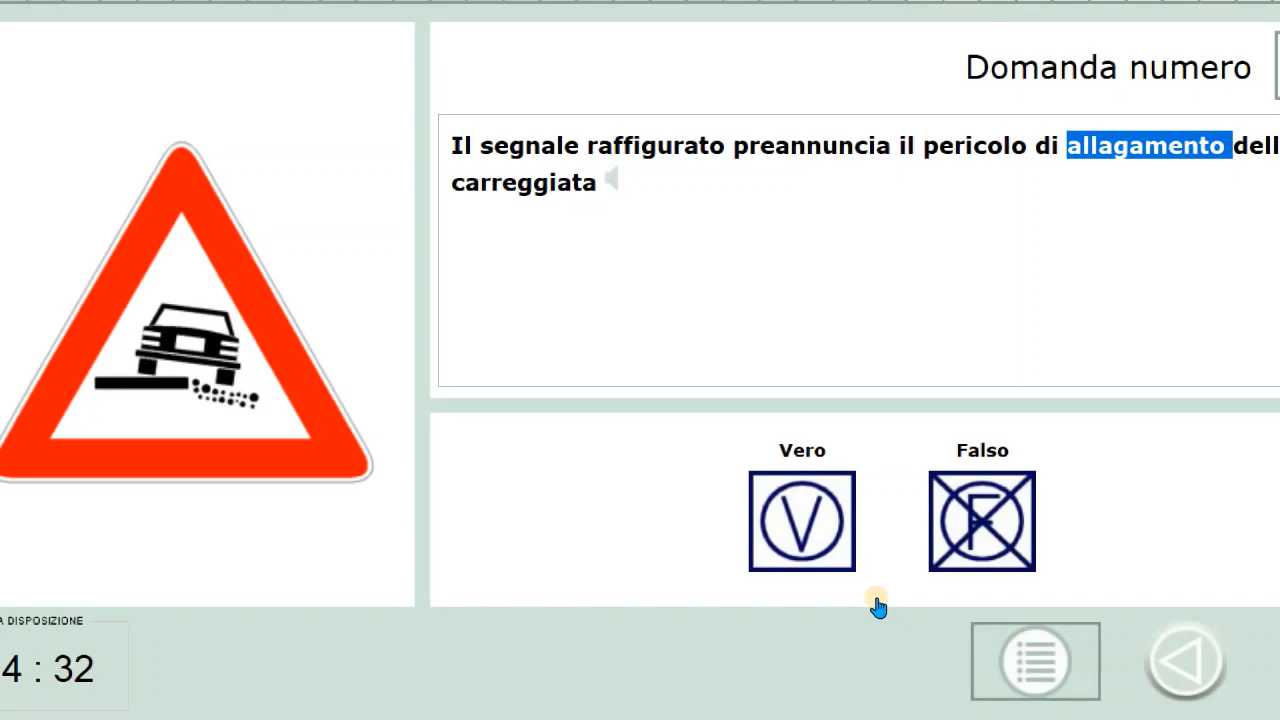 Domanda numero
Il segnale raffigurato preannuncia il pericolo di allagamento dell
carreggiata
Vero
Falso
V
F
A DISPOSIZIONE
4 : 32